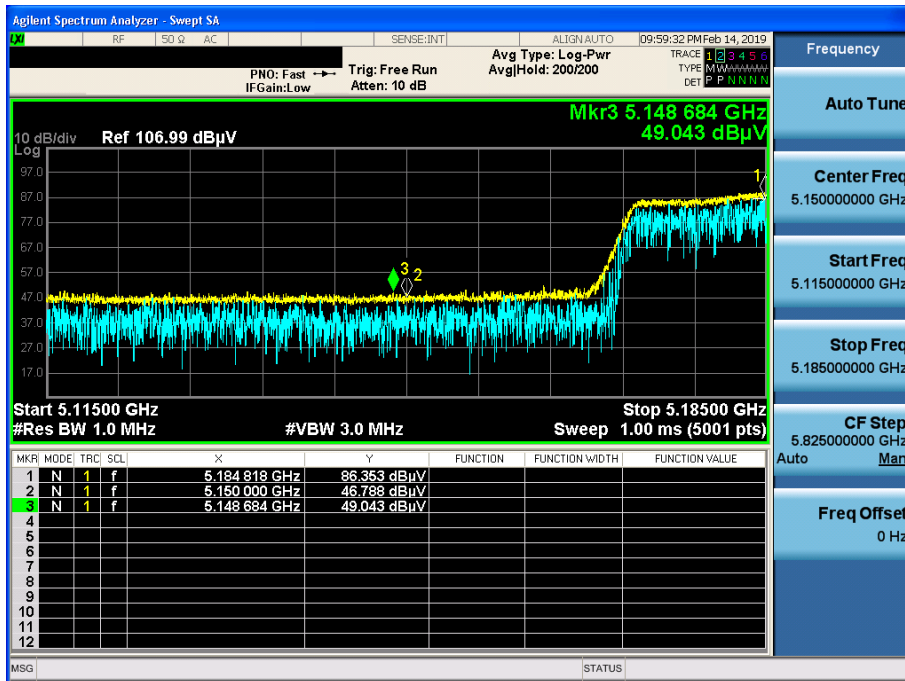 Agilent Spectrum Analyzer - Swept SA
LXI RF 50 Ω AC SENSE:INT ALIGN AUTO 09:59:32 PM Feb 14, 2019
Frequency
PNO: Fast Trig: Free Run Avg Type: Log-Pwr TRACE 1 2 3 4 5 6
IFGain:Low Atten: 10 dB Avg|Hold: 200/200 TYPE M W W W W W
DET P P N N N N
Auto Tune
Mkr3 5.148 684 GHz
10 dB/div Ref 106.99 dBµV 49.043 dBµV
Log
97.0
87.0
77.0
67.0
57.0
47.0
37.0
27.0
17.0
1
3
2
Start 5.11500 GHz Stop 5.18500 GHz
#Res BW 1.0 MHz #VBW 3.0 MHz Sweep 1.00 ms (5001 pts)
Center Freq
5.150000000 GHz
Start Freq
5.115000000 GHz
Stop Freq
5.185000000 GHz
CF Step
5.825000000 GHz
Auto Man
Freq Offset
0 Hz
MKR MODE TRC SCL X Y FUNCTION FUNCTION WIDTH FUNCTION VALUE
1 N 1 f 5.184 818 GHz 86.353 dBµV
2 N 1 f 5.150 000 GHz 46.788 dBµV
3 N 1 f 5.148 684 GHz 49.043 dBµV
4
5
6
7
8
9
10
11
12
MSG STATUS